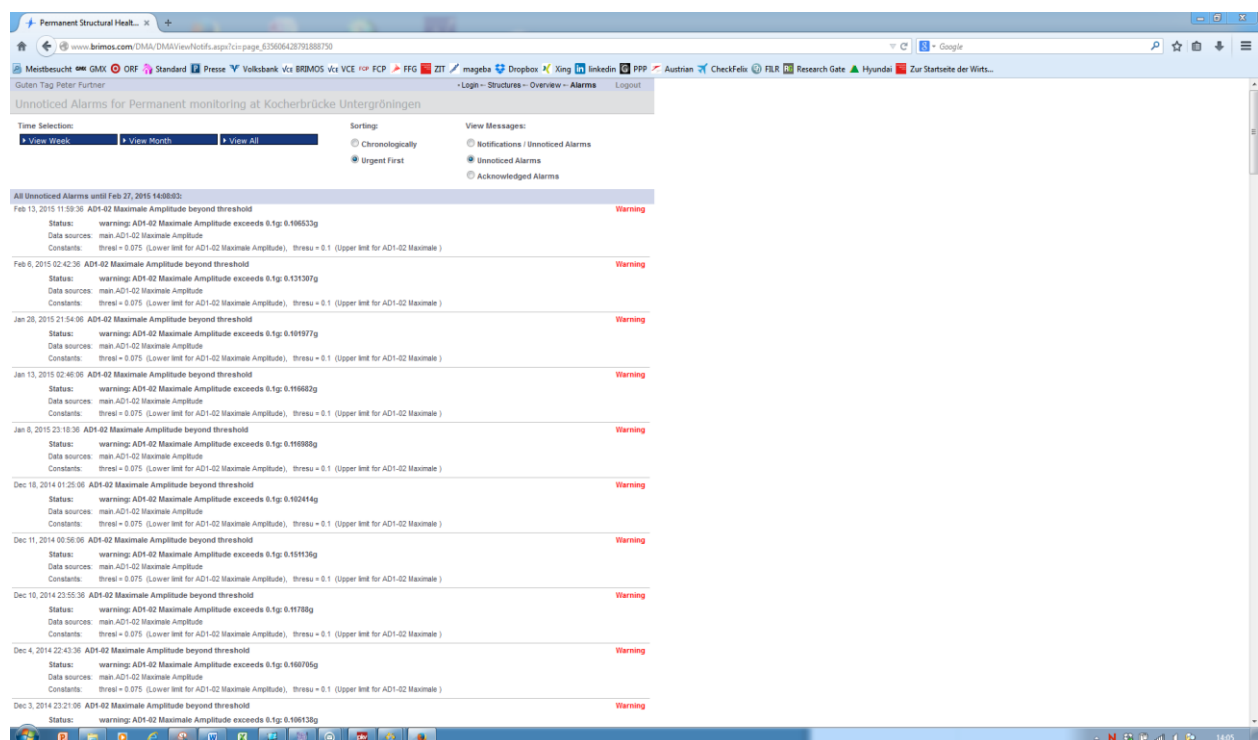 Permanent Structural Healt... × +
www.brimos.com/DMA/DMAViewNotifs.aspx?ci=page_635606428791888750 Google
Meistbesucht GMX ORF Standard Presse Volksbank BRIMOS VCE FCP FFG ZIT mageba Dropbox Xing linkedin PPP Austrian CheckFelix FILR Research Gate Hyundai Zur Startseite der Wirts...
Guten Tag Peter Furtner Login Structures Overview Alarms Logout
Unnoticed Alarms for Permanent monitoring at Kocherbrücke Untergröningen
Time Selection: Sorting: View Messages:
View Week View Month View All Chronologically Notifications / Unnoticed Alarms
Urgent First Unnoticed Alarms
Acknowledged Alarms
All Unnoticed Alarms until Feb 27, 2015 14:08:03:
Feb 13, 2015 11:59:36 AD1-02 Maximale Amplitude beyond threshold Warning
Status: warning: AD1-02 Maximale Amplitude exceeds 0.1g: 0.106533g
Data sources: main.AD1-02 Maximale Amplitude
Constants: thresl = 0.075 (Lower limit for AD1-02 Maximale Amplitude), thresu = 0.1 (Upper limit for AD1-02 Maximale )
Feb 6, 2015 02:42:36 AD1-02 Maximale Amplitude beyond threshold Warning
Status: warning: AD1-02 Maximale Amplitude exceeds 0.1g: 0.131307g
Data sources: main.AD1-02 Maximale Amplitude
Constants: thresl = 0.075 (Lower limit for AD1-02 Maximale Amplitude), thresu = 0.1 (Upper limit for AD1-02 Maximale )
Jan 28, 2015 21:54:06 AD1-02 Maximale Amplitude beyond threshold Warning
Status: warning: AD1-02 Maximale Amplitude exceeds 0.1g: 0.101977g
Data sources: main.AD1-02 Maximale Amplitude
Constants: thresl = 0.075 (Lower limit for AD1-02 Maximale Amplitude), thresu = 0.1 (Upper limit for AD1-02 Maximale )
Jan 13, 2015 02:46:06 AD1-02 Maximale Amplitude beyond threshold Warning
Status: warning: AD1-02 Maximale Amplitude exceeds 0.1g: 0.116682g
Data sources: main.AD1-02 Maximale Amplitude
Constants: thresl = 0.075 (Lower limit for AD1-02 Maximale Amplitude), thresu = 0.1 (Upper limit for AD1-02 Maximale )
Jan 8, 2015 23:18:36 AD1-02 Maximale Amplitude beyond threshold Warning
Status: warning: AD1-02 Maximale Amplitude exceeds 0.1g: 0.116988g
Data sources: main.AD1-02 Maximale Amplitude
Constants: thresl = 0.075 (Lower limit for AD1-02 Maximale Amplitude), thresu = 0.1 (Upper limit for AD1-02 Maximale )
Dec 18, 2014 01:25:06 AD1-02 Maximale Amplitude beyond threshold Warning
Status: warning: AD1-02 Maximale Amplitude exceeds 0.1g: 0.102414g
Data sources: main.AD1-02 Maximale Amplitude
Constants: thresl = 0.075 (Lower limit for AD1-02 Maximale Amplitude), thresu = 0.1 (Upper limit for AD1-02 Maximale )
Dec 11, 2014 00:56:06 AD1-02 Maximale Amplitude beyond threshold Warning
Status: warning: AD1-02 Maximale Amplitude exceeds 0.1g: 0.151136g
Data sources: main.AD1-02 Maximale Amplitude
Constants: thresl = 0.075 (Lower limit for AD1-02 Maximale Amplitude), thresu = 0.1 (Upper limit for AD1-02 Maximale )
Dec 10, 2014 23:55:36 AD1-02 Maximale Amplitude beyond threshold Warning
Status: warning: AD1-02 Maximale Amplitude exceeds 0.1g: 0.11788g
Data sources: main.AD1-02 Maximale Amplitude
Constants: thresl = 0.075 (Lower limit for AD1-02 Maximale Amplitude), thresu = 0.1 (Upper limit for AD1-02 Maximale )
Dec 4, 2014 22:43:36 AD1-02 Maximale Amplitude beyond threshold Warning
Status: warning: AD1-02 Maximale Amplitude exceeds 0.1g: 0.160705g
Data sources: main.AD1-02 Maximale Amplitude
Constants: thresl = 0.075 (Lower limit for AD1-02 Maximale Amplitude), thresu = 0.1 (Upper limit for AD1-02 Maximale )
Dec 3, 2014 23:21:06 AD1-02 Maximale Amplitude beyond threshold Warning
Status: warning: AD1-02 Maximale Amplitude exceeds 0.1g: 0.106138g
14:05